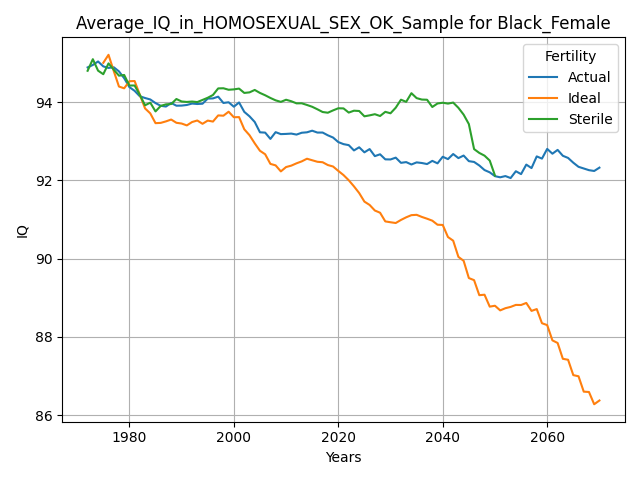 Average_IQ_in_HOMOSEXUAL_SEX_OK_Sample for Black_Female
Fertility
Actual
Ideal
Sterile
IQ
94
92
90
88
86
1980
2000
2020
2040
2060
Years